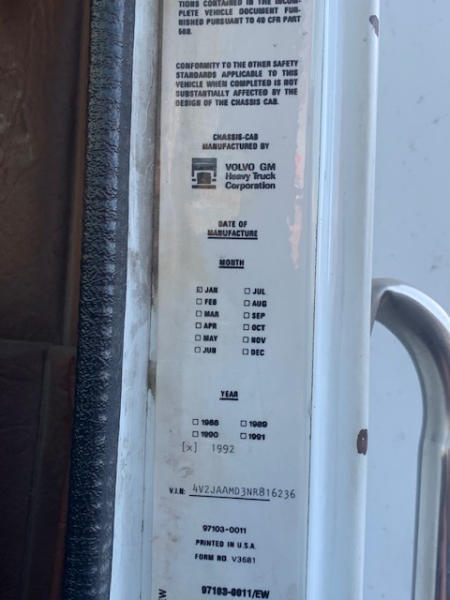 TIONS CONTAINED IN THE INCOM-
PLETE VEHICLE DOCUMENT FUR-
NISHED PURSUANT TO 49 CFR PART
568.
CONFORMITY TO THE OTHER SAFETY
STANDARDS APPLICABLE TO THIS
VEHICLE WHEN COMPLETED IS NOT
SUBSTANTIALLY AFFECTED BY THE
DESIGN OF THE CHASSIS CAB.
CHASSIS-CAB
MANUFACTURED BY
VOLVO GM
Heavy Truck
Corporation
DATE OF
MANUFACTURE
MONTH
☒ JAN ☐ JUL
☐ FEB ☐ AUG
☐ MAR ☐ SEP
☐ APR ☐ OCT
☐ MAY ☐ NOV
☐ JUN ☐ DEC
YEAR
☐ 1988 ☐ 1989
☐ 1990 ☐ 1991
[x] 1992
V.I.N: 4V2JAAMD3NR816236
97103-0011
PRINTED IN U.S.A.
FORM NO V3681
97103-0011/EW
EW